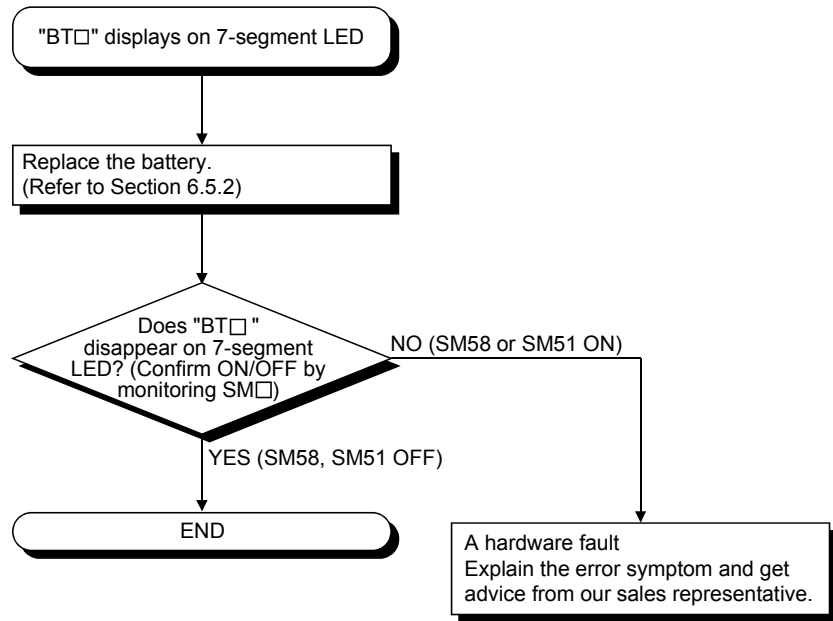 "BT□" displays on 7-segment LED
Replace the battery.
(Refer to Section 6.5.2)
Does "BT□ "
disappear on 7-segment
LED? (Confirm ON/OFF by
monitoring SM□)
NO (SM58 or SM51 ON)
YES (SM58, SM51 OFF)
END
A hardware fault
Explain the error symptom and get
advice from our sales representative.